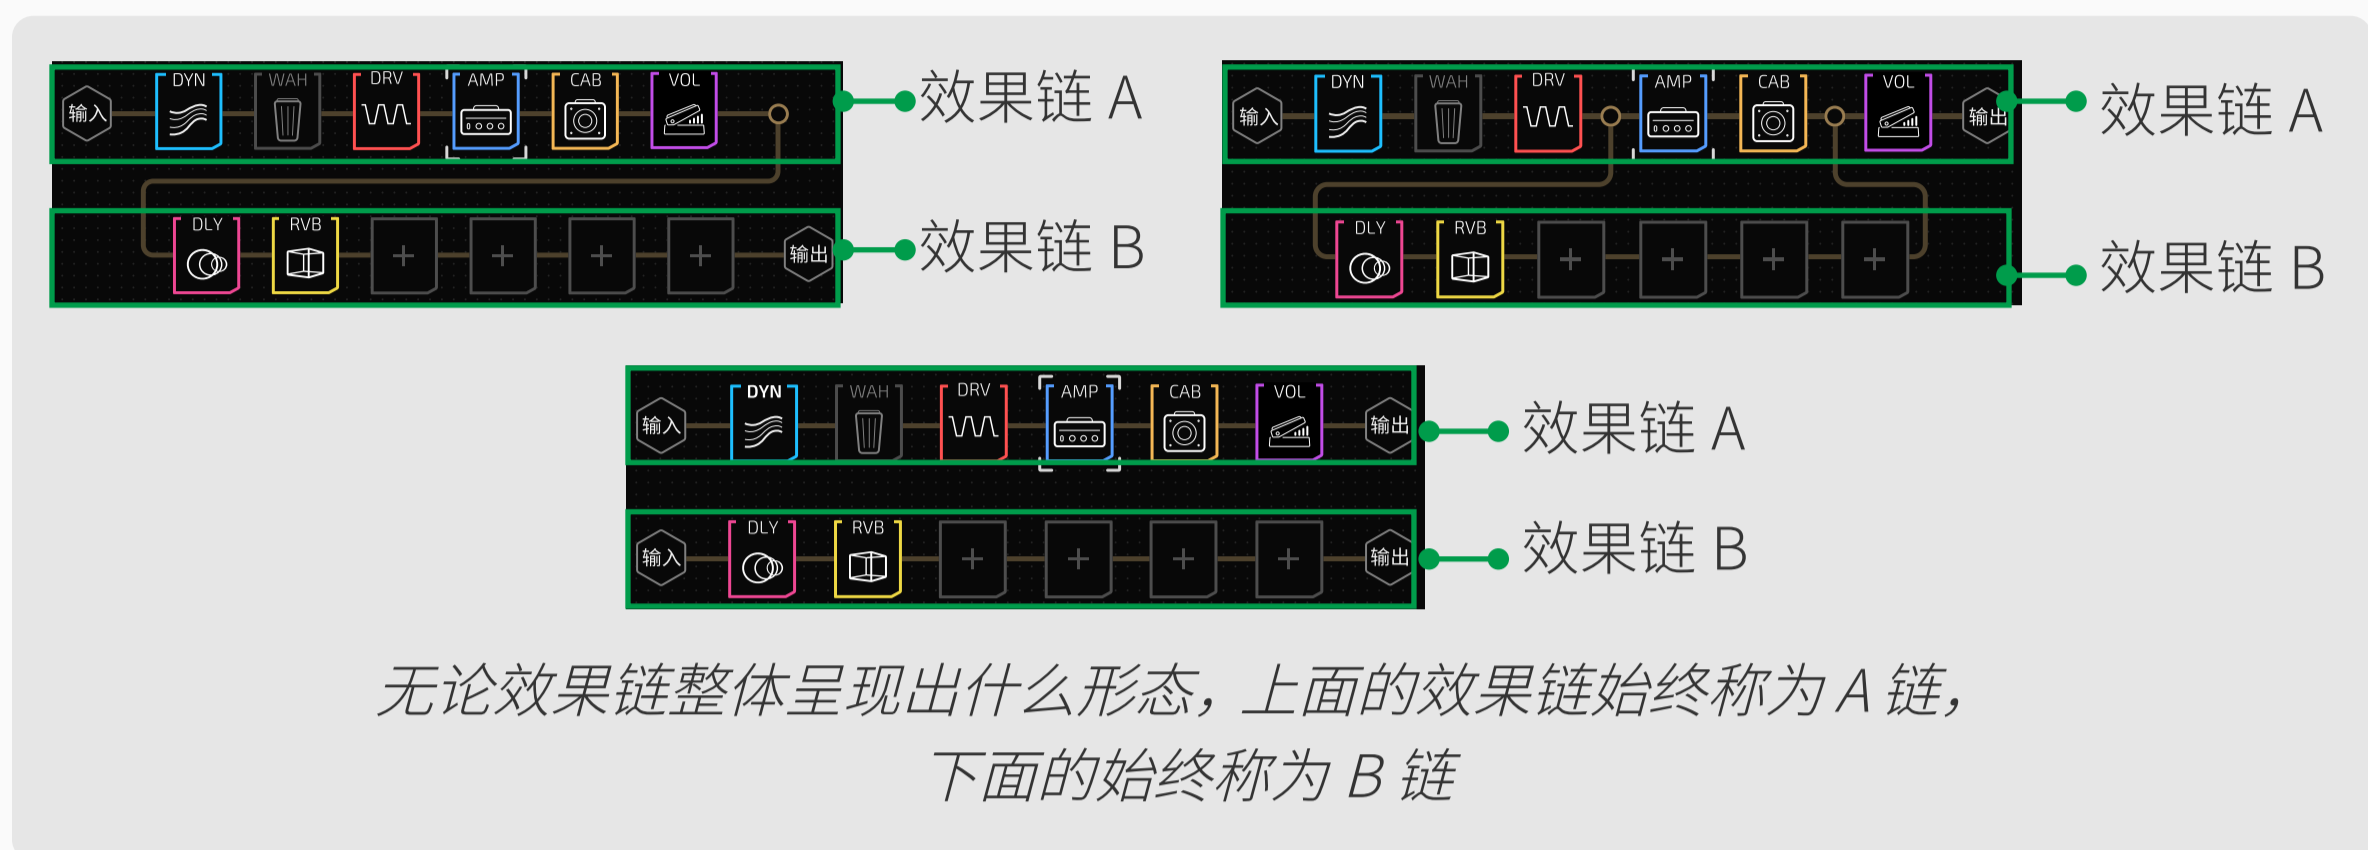 DYN WAH DRV AMP CAB VOL
输入
效果链 A
DLY RVB
输出
效果链 B
DYN WAH DRV AMP CAB VOL
输入 输出
效果链 A
DLY RVB
效果链 B
DYN WAH DRV AMP CAB VOL
输入 输出
效果链 A
DLY RVB
输入 输出
效果链 B
无论效果链整体呈现出什么形态，上面的效果链始终称为 A 链，
下面的始终称为 B 链